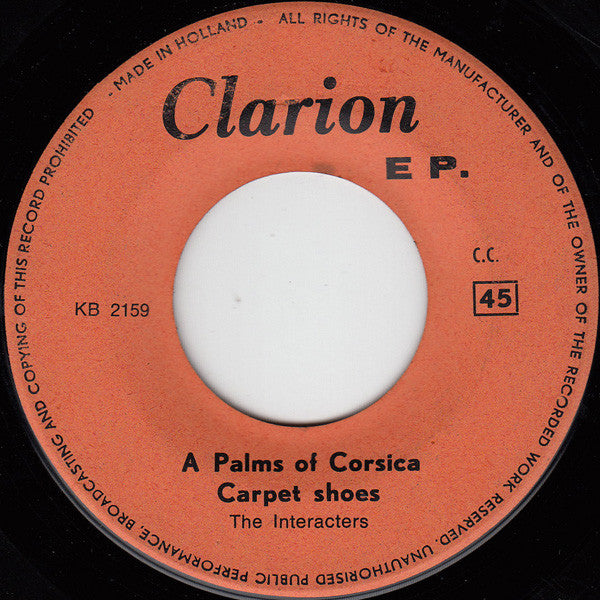 - MADE IN HOLLAND - ALL RIGHTS OF THE MANUFACTURER AND OF THE OWNER OF THE RECORDED WORK RESERVED. UNAUTHORISED PUBLIC PERFORMANCE, BROADCASTING AND COPYING OF THIS RECORD PROHIBITED
Clarion
E P.
C.C.
KB 2159
45
A Palms of Corsica
Carpet shoes
The Interacters